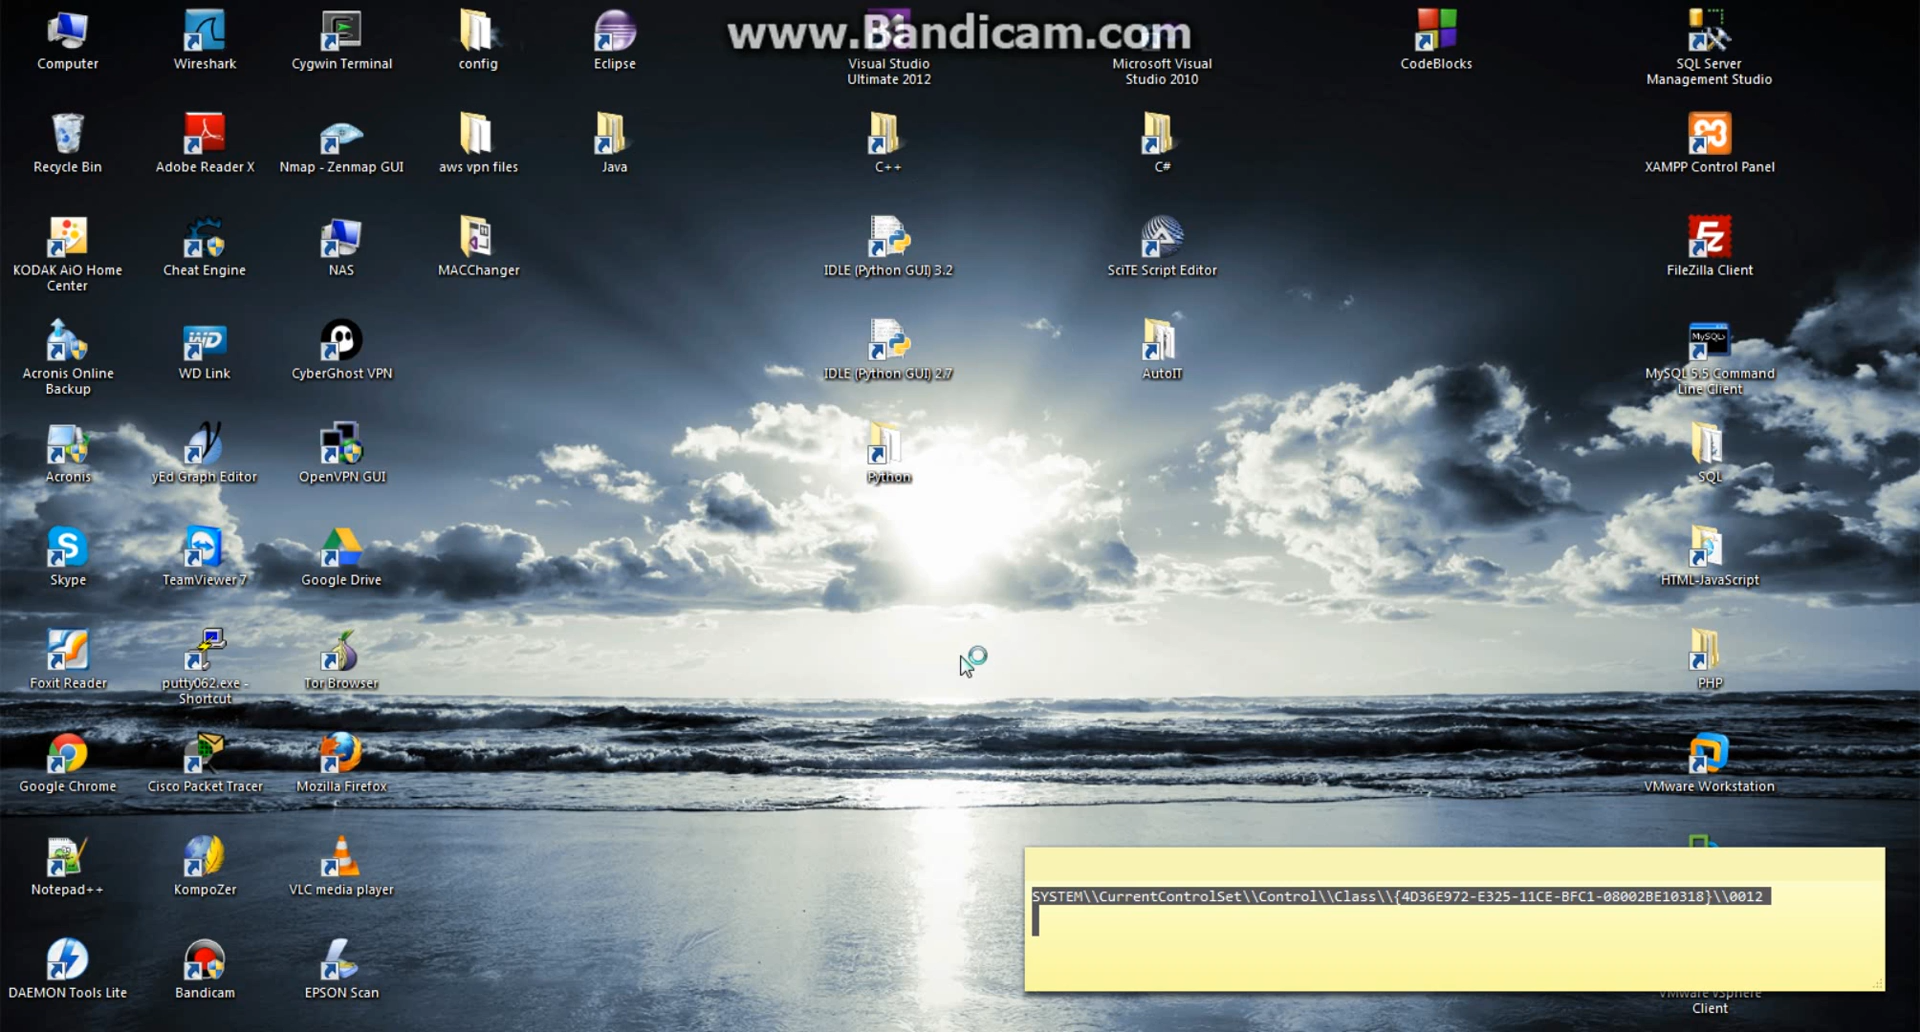 www.Bandicam.com
Computer
Wireshark
Cygwin Terminal
config
Eclipse
Visual Studio
Ultimate 2012
Microsoft Visual
Studio 2010
CodeBlocks
SQL Server
Management Studio
Recycle Bin
Adobe Reader X
Nmap - Zenmap GUI
aws vpn files
Java
C++
C#
XAMPP Control Panel
KODAK AiO Home
Center
Cheat Engine
NAS
MACChanger
IDLE (Python GUI) 3.2
SciTE Script Editor
FileZilla Client
Acronis Online
Backup
WD Link
CyberGhost VPN
IDLE (Python GUI) 2.7
AutoIT
MySQL 5.5 Command
Line Client
Acronis
yEd Graph Editor
OpenVPN GUI
Python
SQL
Skype
TeamViewer 7
Google Drive
HTML-JavaScript
Foxit Reader
putty062.exe -
Shortcut
Tor Browser
PHP
Google Chrome
Cisco Packet Tracer
Mozilla Firefox
VMware Workstation
Notepad++
KompoZer
VLC media player
SYSTEM\\CurrentControlSet\\Control\\Class\\{4D36E972-E325-11CE-BFC1-08002BE10318}\\0012
DAEMON Tools Lite
Bandicam
EPSON Scan
VMware vSphere
Client